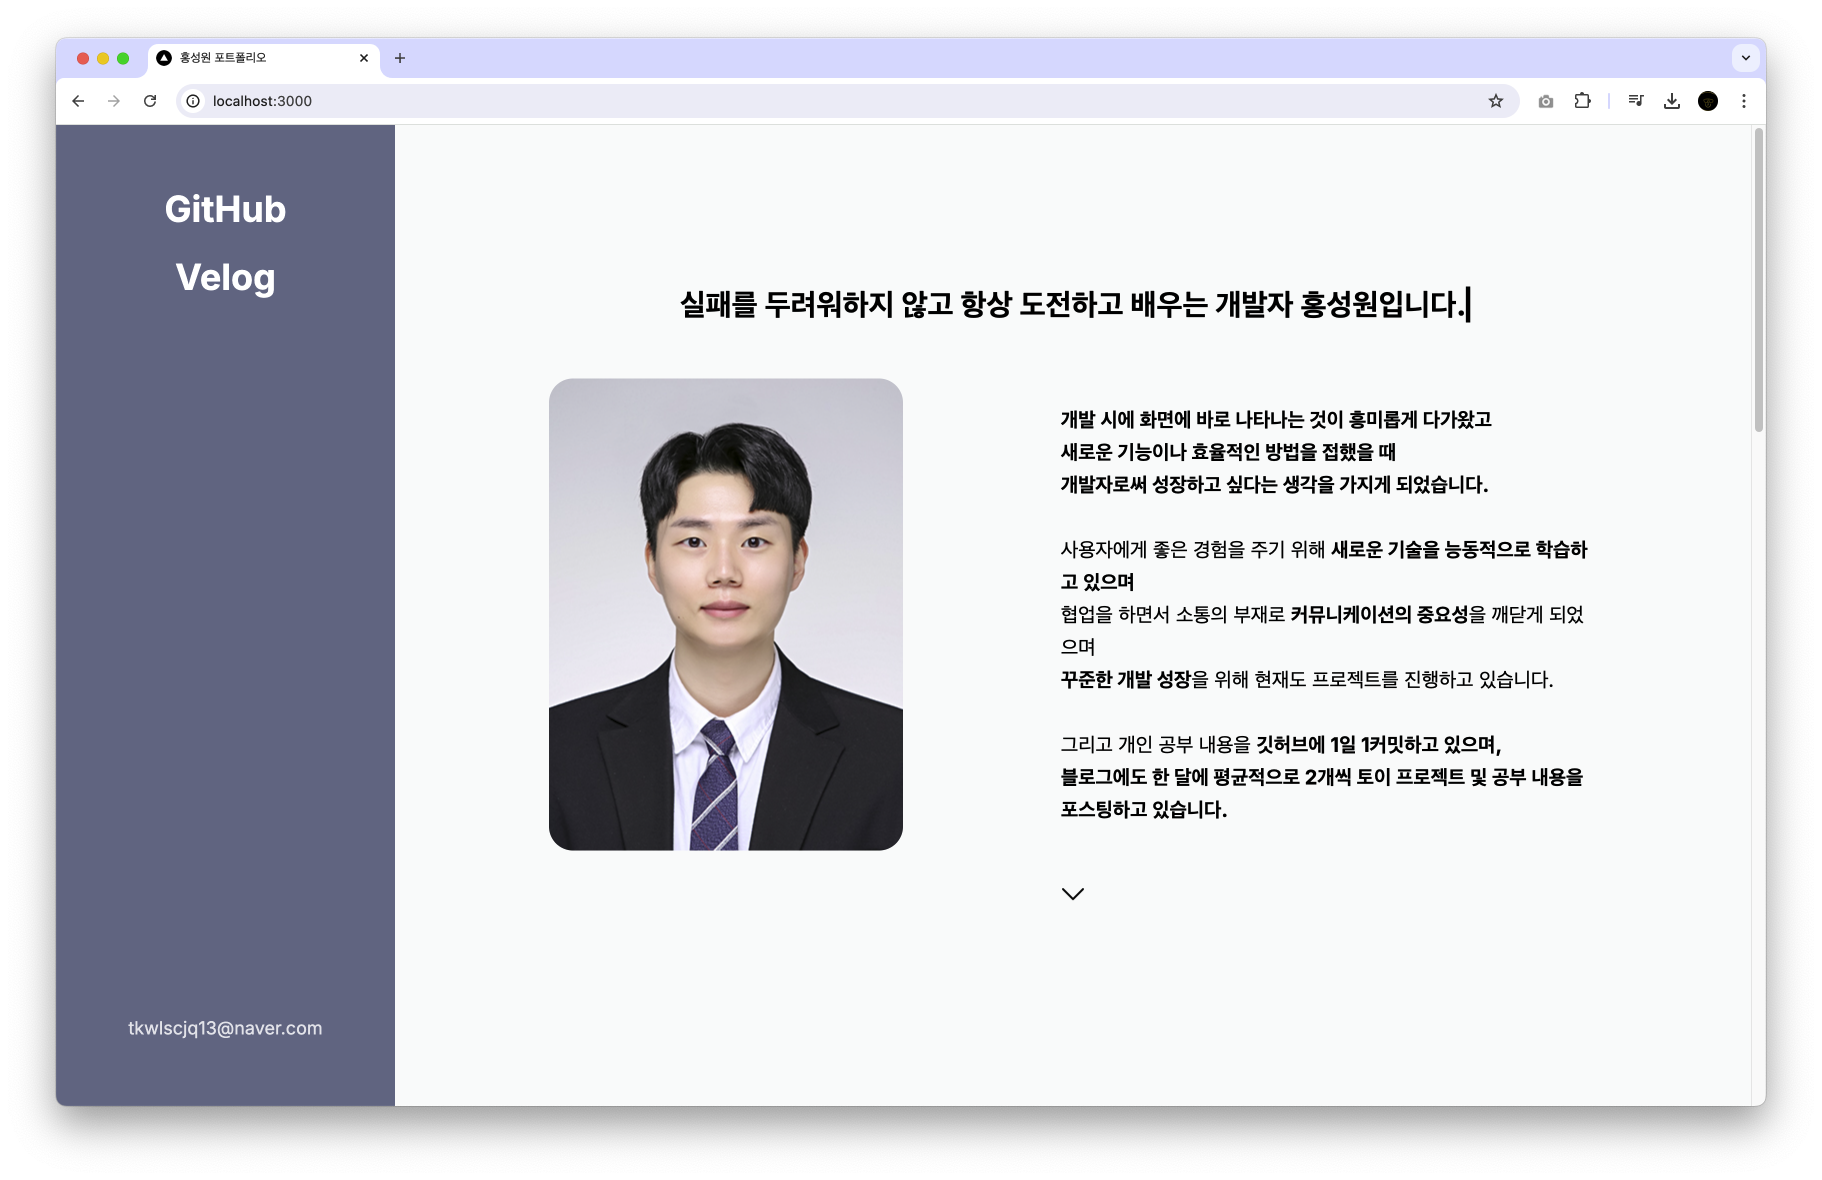 홍성원 포트폴리오
localhost:3000
GitHub
Velog
tkwlscjq13@naver.com
실패를 두려워하지 않고 항상 도전하고 배우는 개발자 홍성원입니다.
개발 시에 화면에 바로 나타나는 것이 흥미롭게 다가왔고
새로운 기능이나 효율적인 방법을 접했을 때
개발자로써 성장하고 싶다는 생각을 가지게 되었습니다.
사용자에게 좋은 경험을 주기 위해 새로운 기술을 능동적으로 학습하
고 있으며
협업을 하면서 소통의 부재로 커뮤니케이션의 중요성을 깨닫게 되었
으며
꾸준한 개발 성장을 위해 현재도 프로젝트를 진행하고 있습니다.
그리고 개인 공부 내용을 깃허브에 1일 1커밋하고 있으며,
블로그에도 한 달에 평균적으로 2개씩 토이 프로젝트 및 공부 내용을
포스팅하고 있습니다.